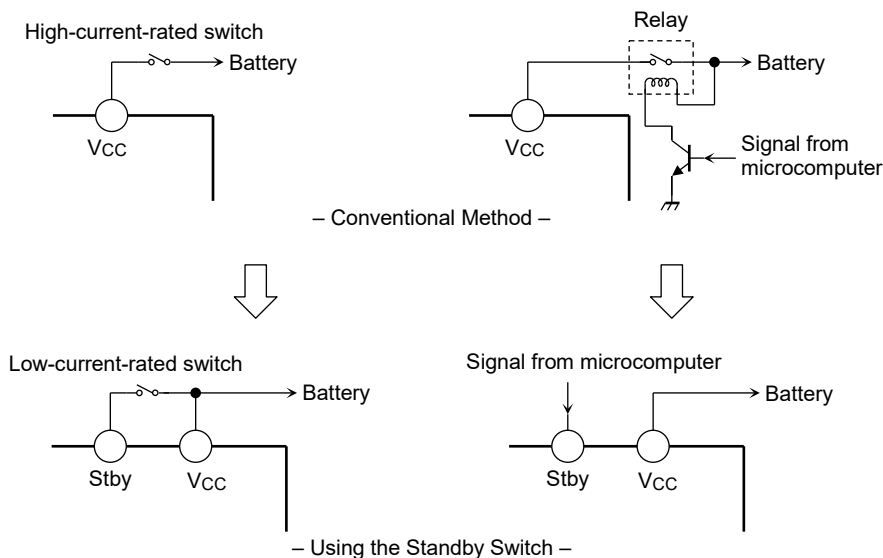 High-current-rated switch
Battery
VCC
Relay
Battery
VCC
Signal from
microcomputer
– Conventional Method –
Low-current-rated switch
Battery
Stby
VCC
Signal from microcomputer
Battery
Stby
VCC
– Using the Standby Switch –